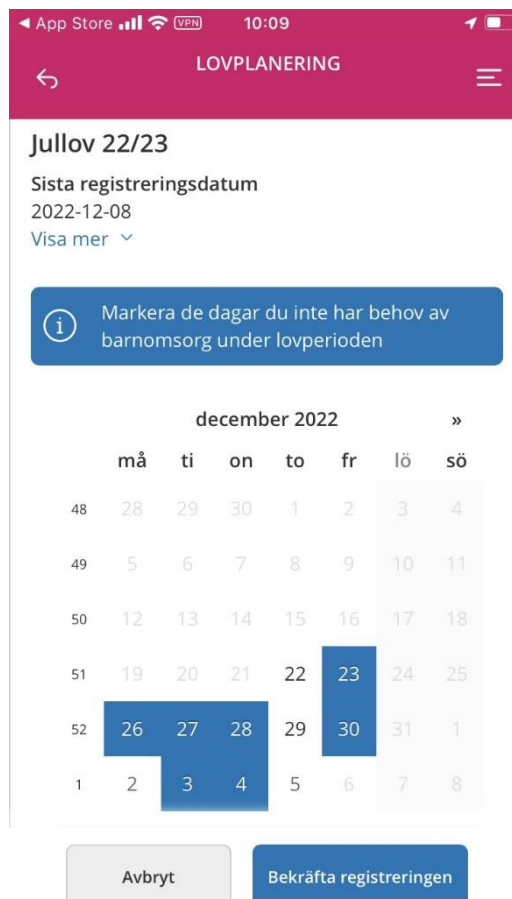 App Store VPN 10:09
LOVPLANERING
Jullov 22/23
Sista registreringsdatum
2022-12-08
Visa mer
Markera de dagar du inte har behov av
barnomsorg under lovperioden
december 2022 »
må ti on to fr lö sö
48 28 29 30 1 2 3 4
49 5 6 7 8 9 10 11
50 12 13 14 15 16 17 18
51 19 20 21 22 23 24 25
52 26 27 28 29 30 31 1
1 2 3 4 5 6 7 8
Avbryt Bekräfta registreringen